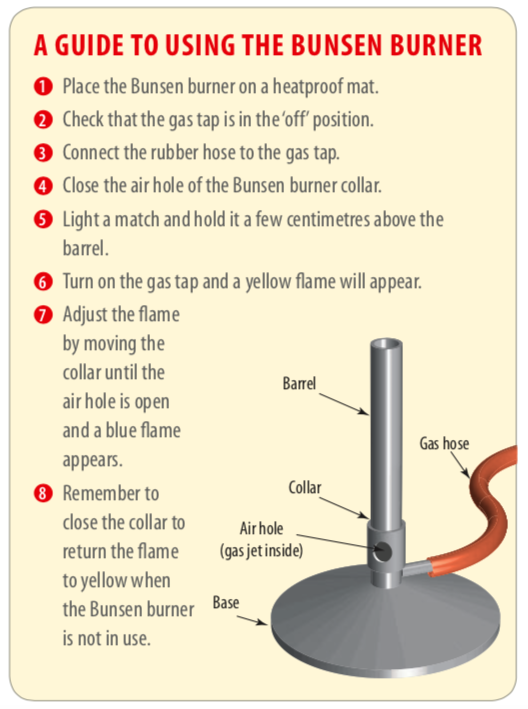 A GUIDE TO USING THE BUNSEN BURNER
1 Place the Bunsen burner on a heatproof mat.
2 Check that the gas tap is in the ‘off’ position.
3 Connect the rubber hose to the gas tap.
4 Close the air hole of the Bunsen burner collar.
5 Light a match and hold it a few centimetres above the
barrel.
6 Turn on the gas tap and a yellow flame will appear.
7 Adjust the flame
by moving the
collar until the
air hole is open
and a blue flame
appears.
8 Remember to
close the collar to
return the flame
to yellow when
the Bunsen burner
is not in use.
Barrel
Gas hose
Collar
Air hole
(gas jet inside)
Base